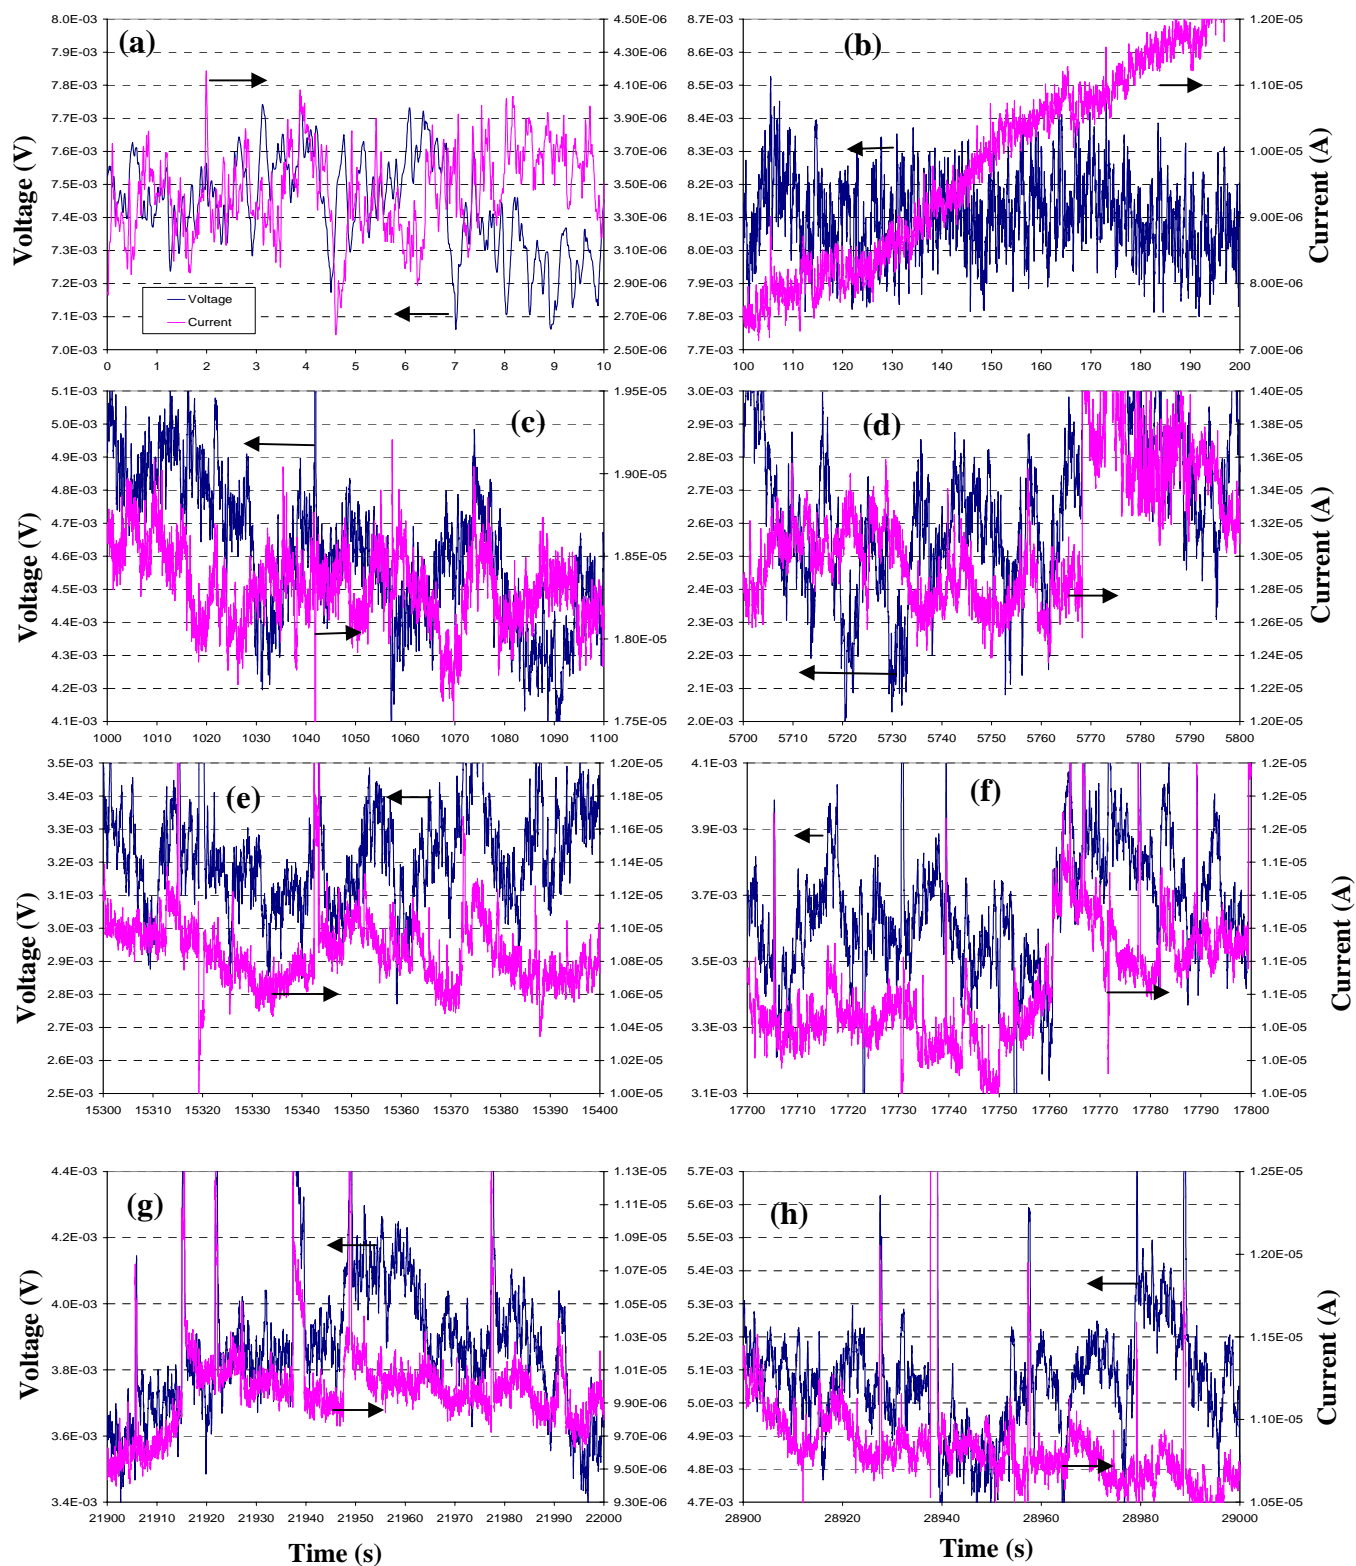 (a)
8.0E-03
7.9E-03
7.8E-03
7.7E-03
7.6E-03
7.5E-03
7.4E-03
7.3E-03
7.2E-03
7.1E-03
7.0E-03
4.50E-06
4.30E-06
4.10E-06
3.90E-06
3.70E-06
3.50E-06
3.30E-06
3.10E-06
2.90E-06
2.70E-06
2.50E-06
0 1 2 3 4 5 6 7 8 9 10
Voltage (V)
Voltage
Current
(b)
8.7E-03
8.6E-03
8.5E-03
8.4E-03
8.3E-03
8.2E-03
8.1E-03
8.0E-03
7.9E-03
7.8E-03
7.7E-03
1.20E-05
1.10E-05
1.00E-05
9.00E-06
8.00E-06
7.00E-06
100 110 120 130 140 150 160 170 180 190 200
Current (A)
(c)
5.1E-03
5.0E-03
4.9E-03
4.8E-03
4.7E-03
4.6E-03
4.5E-03
4.4E-03
4.3E-03
4.2E-03
4.1E-03
1.95E-05
1.90E-05
1.85E-05
1.80E-05
1.75E-05
1000 1010 1020 1030 1040 1050 1060 1070 1080 1090 1100
Voltage (V)
(d)
3.0E-03
2.9E-03
2.8E-03
2.7E-03
2.6E-03
2.5E-03
2.4E-03
2.3E-03
2.2E-03
2.1E-03
2.0E-03
1.40E-05
1.38E-05
1.36E-05
1.34E-05
1.32E-05
1.30E-05
1.28E-05
1.26E-05
1.24E-05
1.22E-05
1.20E-05
5700 5710 5720 5730 5740 5750 5760 5770 5780 5790 5800
Current (A)
(e)
3.5E-03
3.4E-03
3.3E-03
3.2E-03
3.1E-03
3.0E-03
2.9E-03
2.8E-03
2.7E-03
2.6E-03
2.5E-03
1.20E-05
1.18E-05
1.16E-05
1.14E-05
1.12E-05
1.10E-05
1.08E-05
1.06E-05
1.04E-05
1.02E-05
1.00E-05
15300 15310 15320 15330 15340 15350 15360 15370 15380 15390 15400
Voltage (V)
(f)
4.1E-03
3.9E-03
3.7E-03
3.5E-03
3.3E-03
3.1E-03
1.2E-05
1.2E-05
1.2E-05
1.1E-05
1.1E-05
1.1E-05
1.1E-05
1.1E-05
1.0E-05
1.0E-05
1.0E-05
17700 17710 17720 17730 17740 17750 17760 17770 17780 17790 17800
Current (A)
(g)
4.4E-03
4.2E-03
4.0E-03
3.8E-03
3.6E-03
3.4E-03
1.13E-05
1.11E-05
1.09E-05
1.07E-05
1.05E-05
1.03E-05
1.01E-05
9.90E-06
9.70E-06
9.50E-06
9.30E-06
21900 21910 21920 21930 21940 21950 21960 21970 21980 21990 22000
Voltage (V)
Time (s)
(h)
5.7E-03
5.6E-03
5.5E-03
5.4E-03
5.3E-03
5.2E-03
5.1E-03
5.0E-03
4.9E-03
4.8E-03
4.7E-03
1.25E-05
1.20E-05
1.15E-05
1.10E-05
1.05E-05
28900 28920 28940 28960 28980 29000
Current (A)
Time (s)